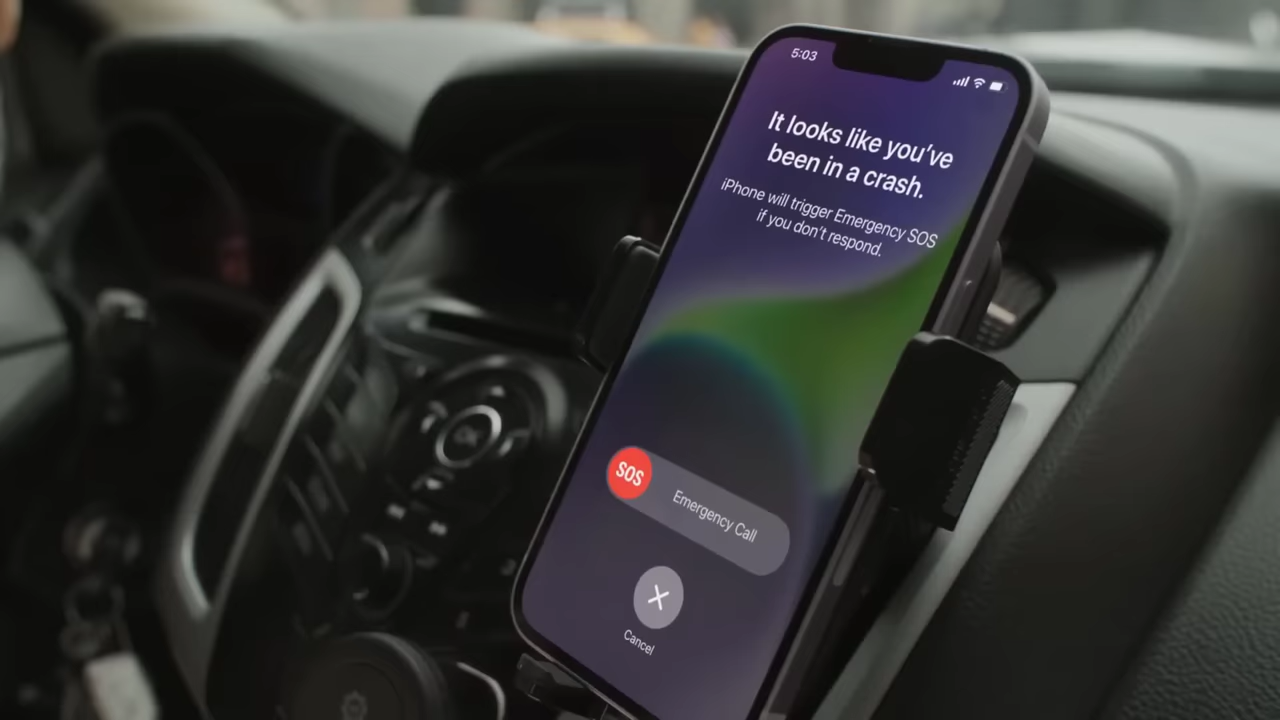 5:03
It looks like you've
been in a crash.
iPhone will trigger Emergency SOS
if you don't respond.
SOS
Emergency Call
Cancel